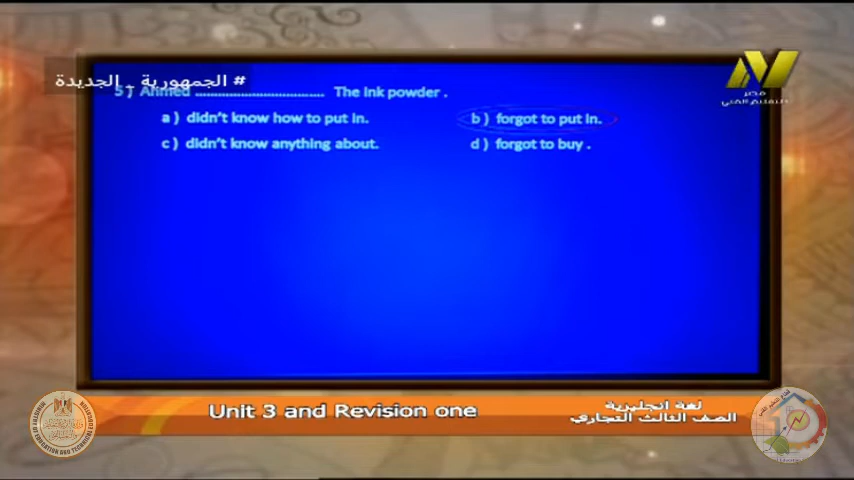 # الجمهورية _ الجديدة
مصر
التعليم الفني
5 ) Ahmed ................................ The ink powder .
a ) didn't know how to put in.
b ) forgot to put in.
c ) didn't know anything about.
d ) forgot to buy .
Unit 3 and Revision one
لغة انجليزية
الصف الثالث التجاري